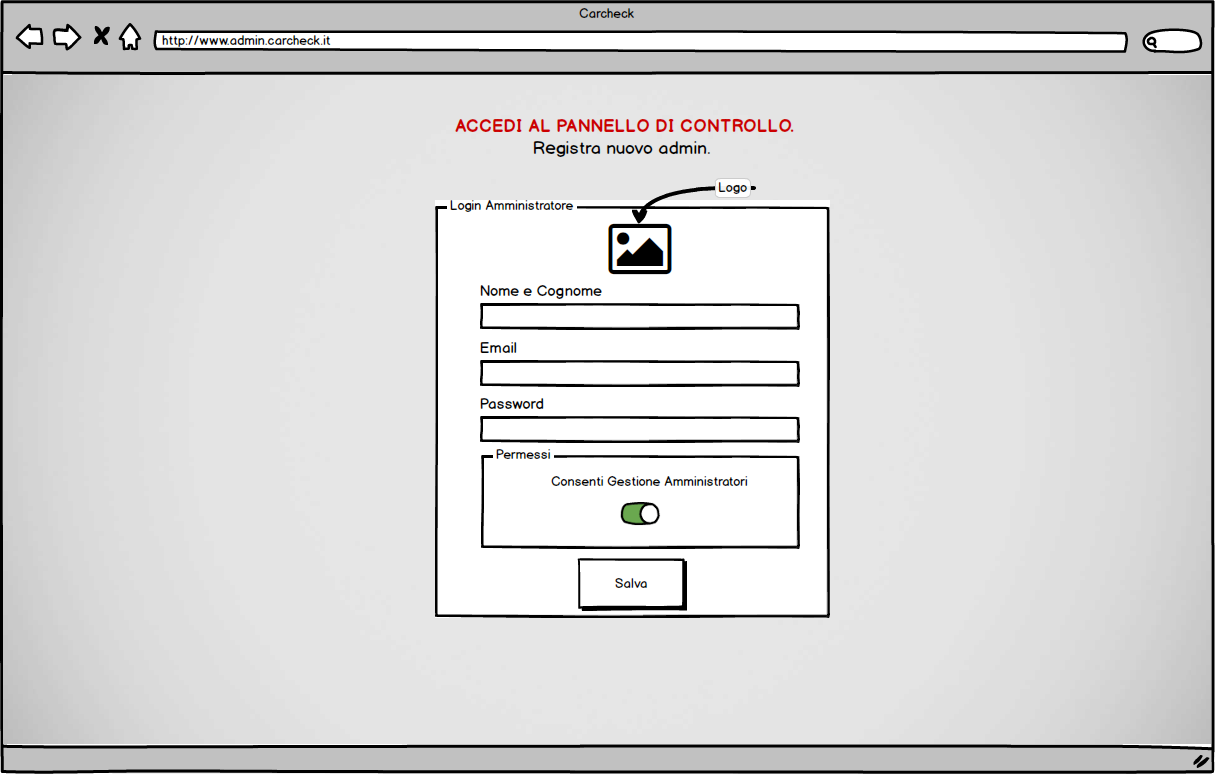 Carcheck
http://www.admin.carcheck.it
ACCEDI AL PANNELLO DI CONTROLLO.
Registra nuovo admin.
Logo
Login Amministratore
Nome e Cognome
Email
Password
Permessi
Consenti Gestione Amministratori
Salva